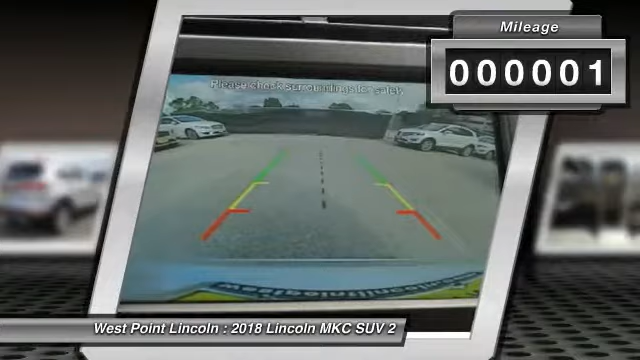 Mileage
000001
Please check surroundings for safety
West Point Lincoln : 2018 Lincoln MKC SUV 2